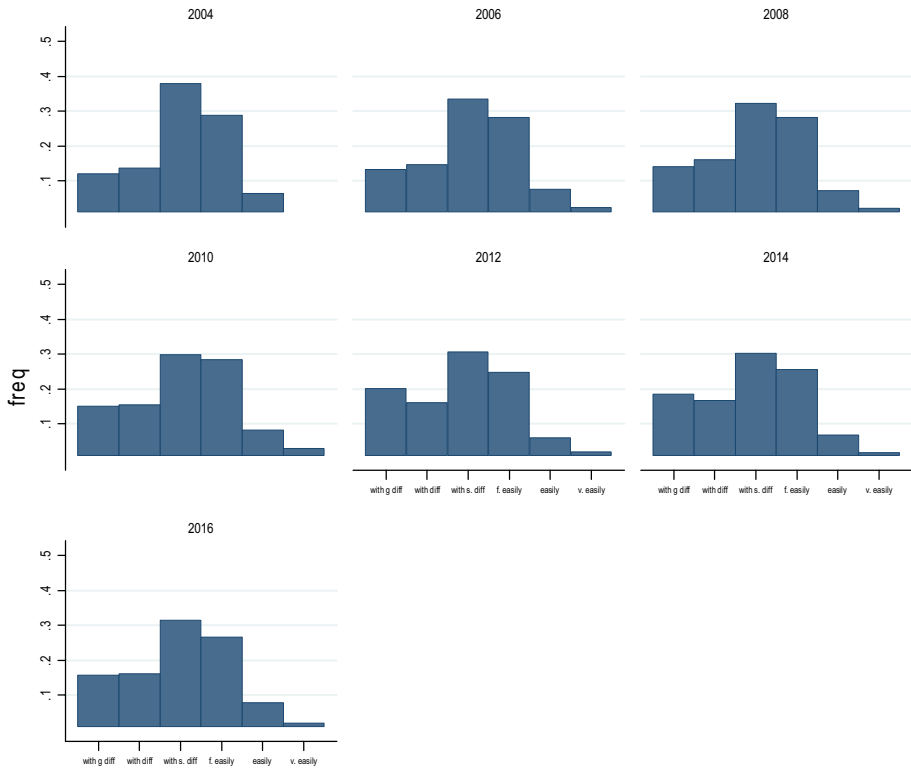 2004 2006 2008
.5
.4
.3
.2
.1
2010 2012 2014
.5
.4
.3
.2
.1
freq
with g diff with diff with s. diff f. easily easily v. easily
with g diff with diff with s. diff f. easily easily v. easily
2016
.5
.4
.3
.2
.1
with g diff with diff with s. diff f. easily easily v. easily